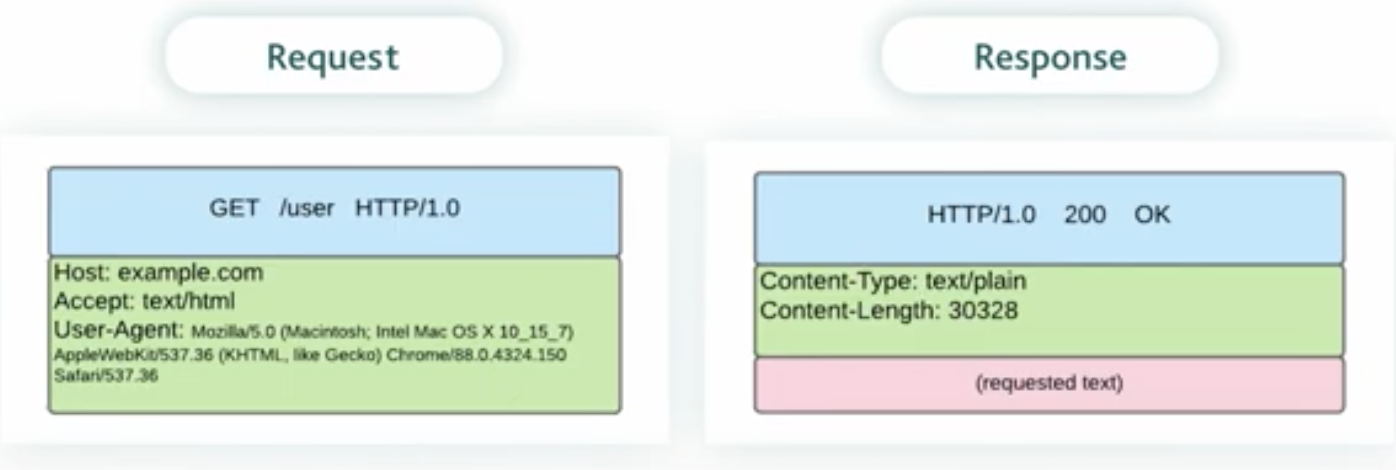 Request
GET /user HTTP/1.0
Host: example.com
Accept: text/html
User-Agent: Mozilla/5.0 (Macintosh; Intel Mac OS X 10_15_7)
AppleWebKit/537.36 (KHTML, like Gecko) Chrome/88.0.4324.150
Safari/537.36
Response
HTTP/1.0 200 OK
Content-Type: text/plain
Content-Length: 30328
(requested text)